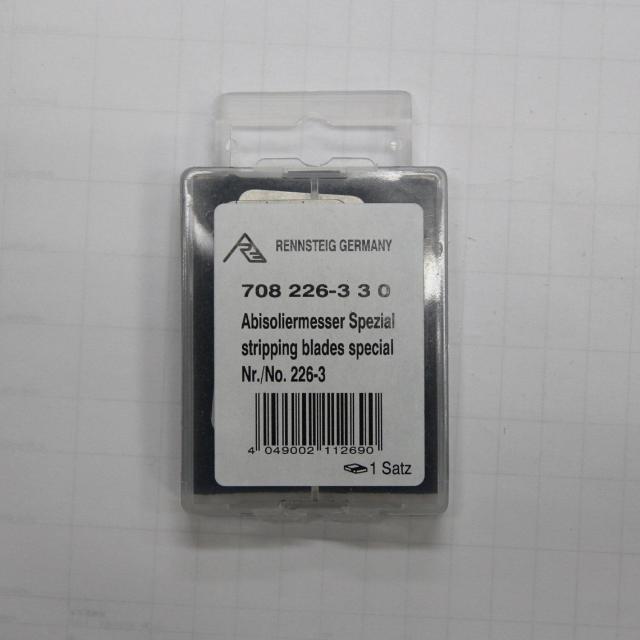 RENNSTEIG GERMANY
708 226-3 3 0
Abisoliermesser Spezial
stripping blades special
Nr./No. 226-3
4 049002 112690
1 Satz